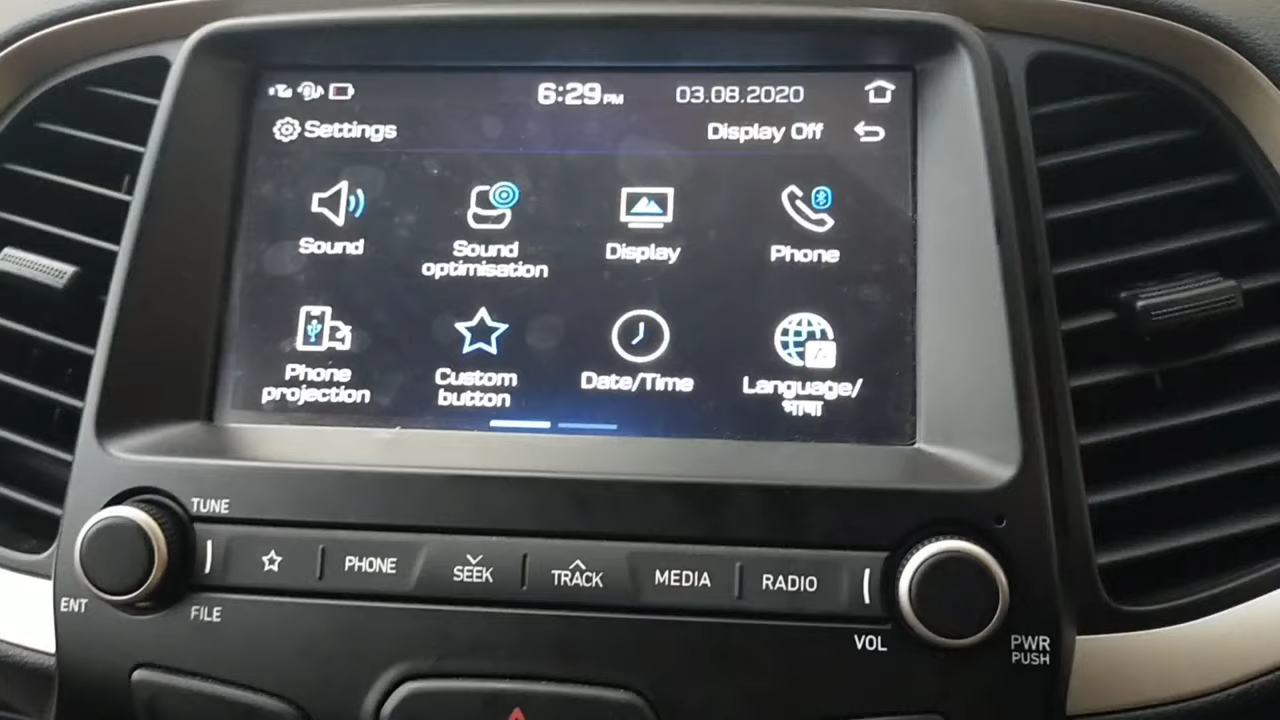 6:29PM 03.08.2020
Settings Display Off
Sound
Sound
optimisation
Display
Phone
Phone
projection
Custom
button
Date/Time
Language/
भाषा
TUNE
PHONE
SEEK
TRACK
MEDIA
RADIO
ENT
FILE
VOL
PWR
PUSH